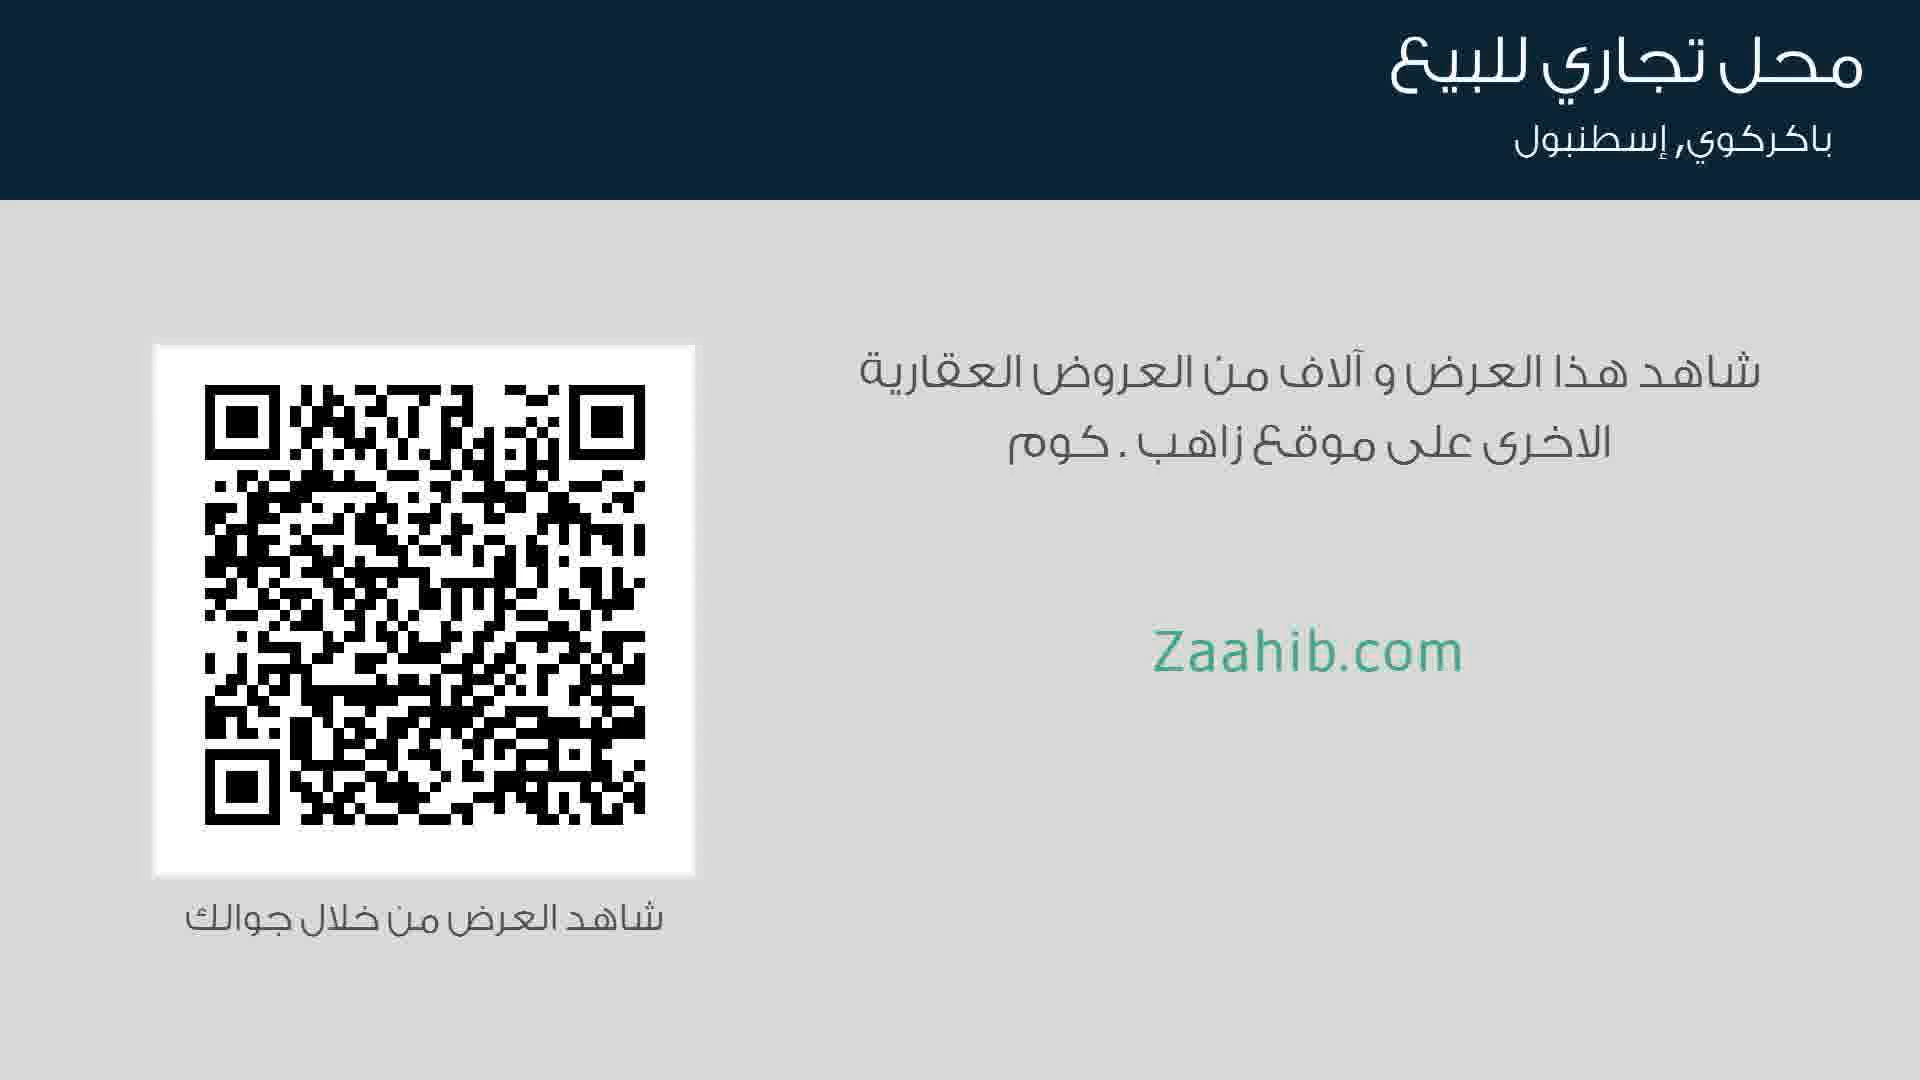 محل تجاري للبيع
باكركوي, إسطنبول
شاهد هذا العرض و آلاف من العروض العقارية
الاخرى على موقع زاهب . كوم
Zaahib.com
شاهد العرض من خلال جوالك